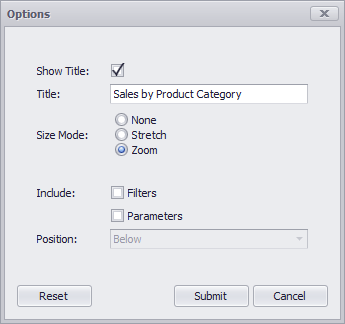 Options
Show Title:
Title: Sales by Product Category
None
Size Mode: Stretch
Zoom
Include: Filters
Parameters
Position: Below
Reset Submit Cancel